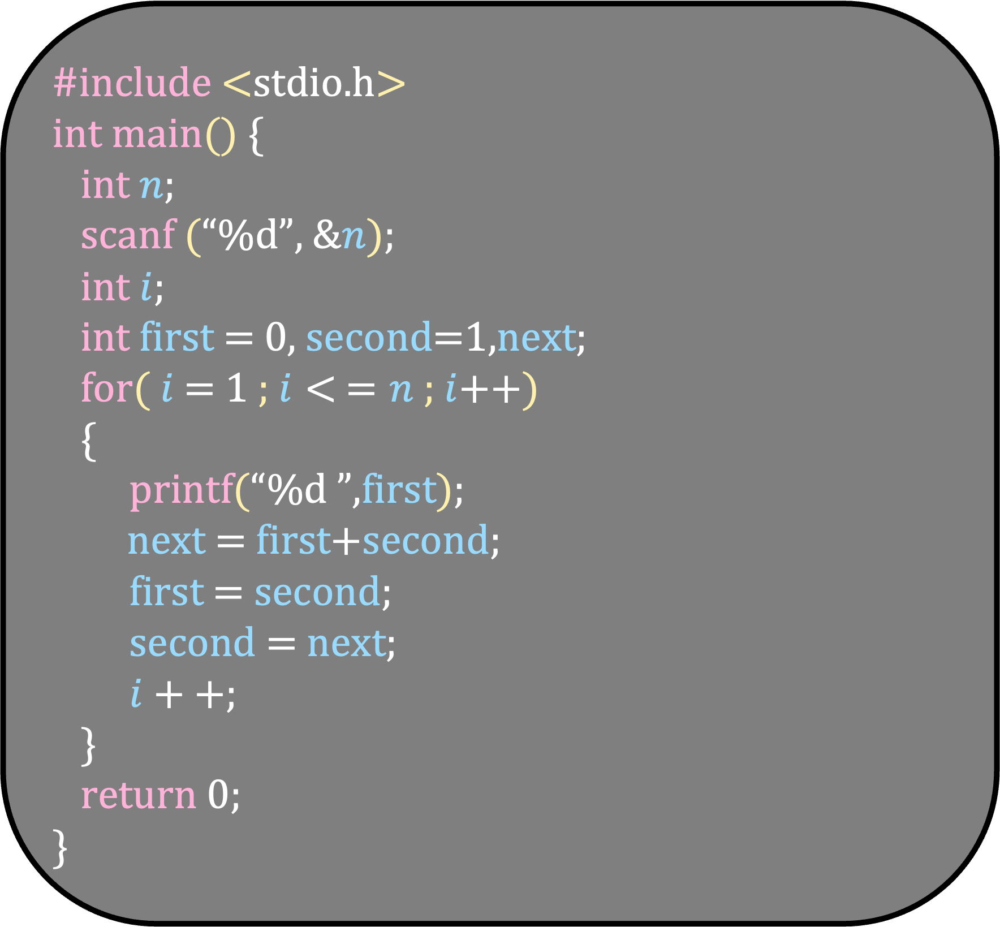 #include <stdio.h>
int main() {
int n;
scanf (“%d”, &n);
int i;
int first = 0, second=1,next;
for( i = 1 ; i < = n ; i++)
{
printf(“%d ”,first);
next = first+second;
first = second;
second = next;
i + +;
}
return 0;
}